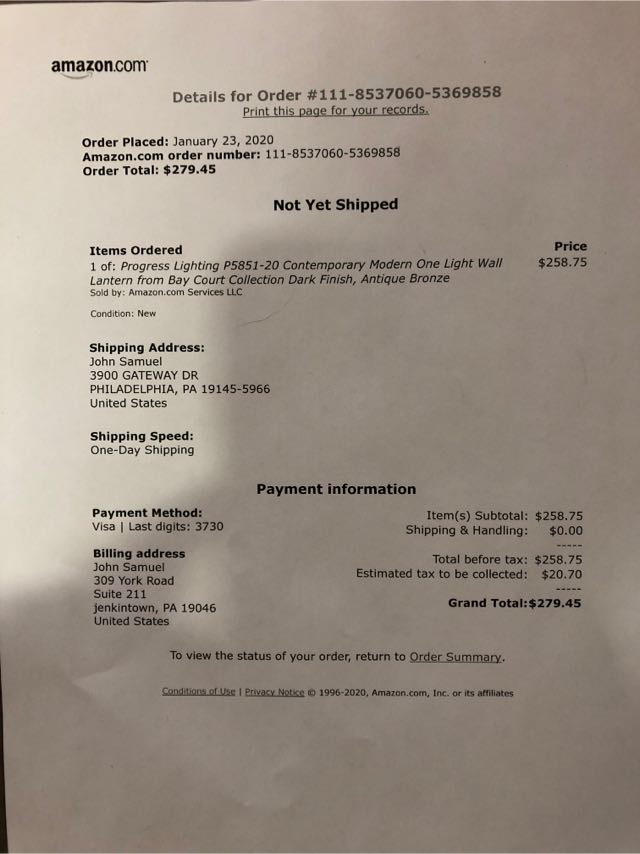 amazon.com
Details for Order #111-8537060-5369858
Print this page for your records.
Order Placed: January 23, 2020
Amazon.com order number: 111-8537060-5369858
Order Total: $279.45
Not Yet Shipped
Items Ordered Price
1 of: Progress Lighting P5851-20 Contemporary Modern One Light Wall $258.75
Lantern from Bay Court Collection Dark Finish, Antique Bronze
Sold by: Amazon.com Services LLC
Condition: New
Shipping Address:
John Samuel
3900 GATEWAY DR
PHILADELPHIA, PA 19145-5966
United States
Shipping Speed:
One-Day Shipping
Payment information
Payment Method:
Visa | Last digits: 3730
Billing address
John Samuel
309 York Road
Suite 211
jenkintown, PA 19046
United States
Item(s) Subtotal: $258.75
Shipping & Handling: $0.00
-----
Total before tax: $258.75
Estimated tax to be collected: $20.70
-----
Grand Total:$279.45
To view the status of your order, return to Order Summary.
Conditions of Use | Privacy Notice © 1996-2020, Amazon.com, Inc. or its affiliates